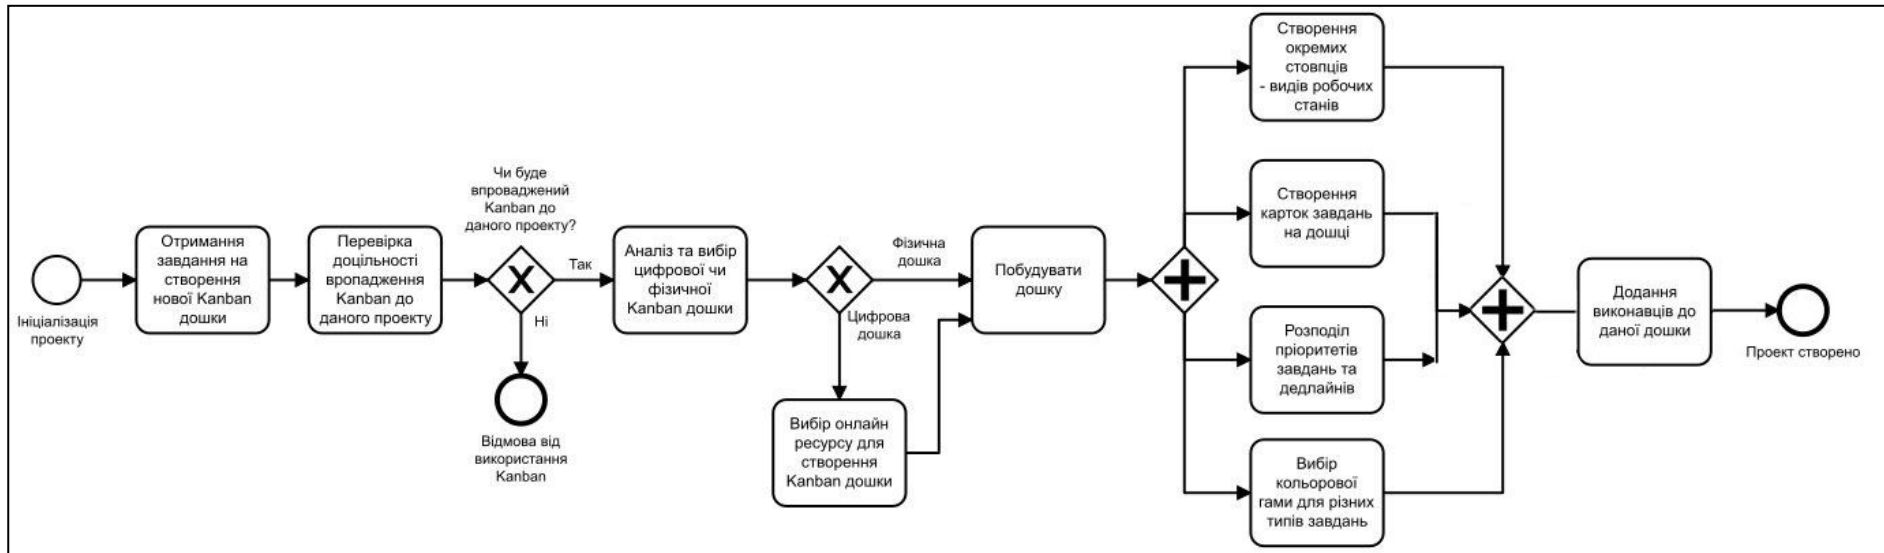 Ініціалізація
проекту
Отримання
завдання на
створення
нової Kanban
дошки
Перевірка
доцільності
вропадження
Kanban до
даного проекту
Чи буде
впроваджений
Kanban до
даного проекту?
Так
Ні
Відмова від
використання
Kanban
Аналіз та вибір
цифрової чи
фізичної
Kanban дошки
Фізична
дошка
Цифрова
дошка
Вибір онлайн
ресурсу для
створення
Kanban дошки
Побудувати
дошку
Створення
окремих
стовпців
- видів робочих
станів
Створення
карток завдань
на дошці
Розподіл
пріоритетів
завдань та
дедлайнів
Вибір
кольорової
гами для різних
типів завдань
Додання
виконавців до
даної дошки
Проект створено